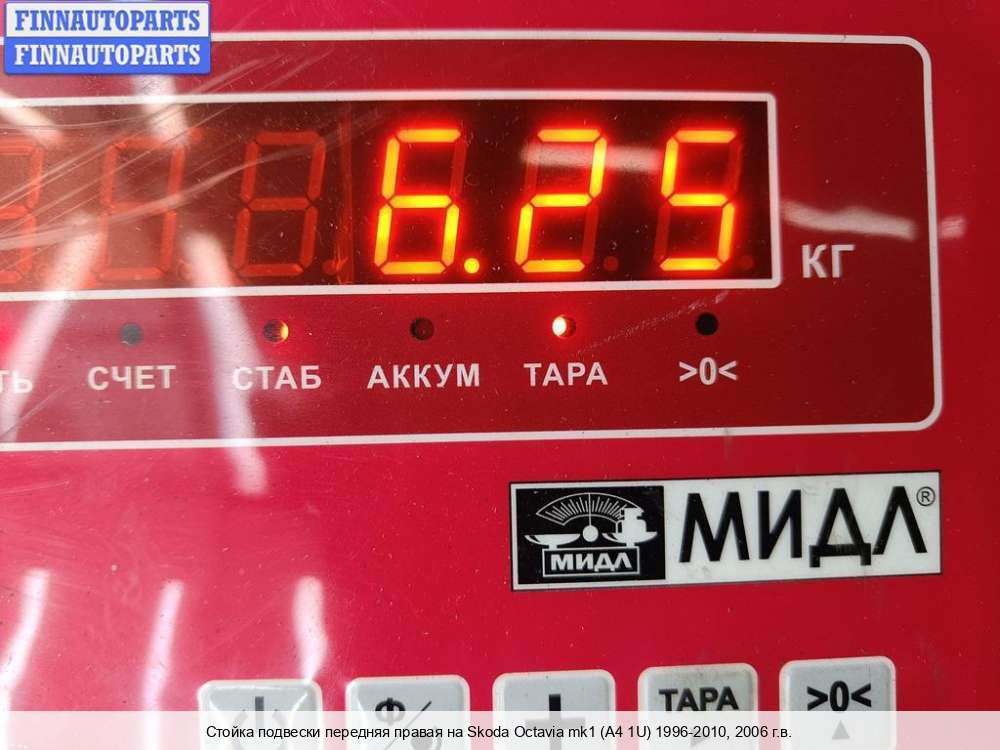 FINNAUTOPARTS
FINNAUTOPARTS
6.25
КГ
ТЬ СЧЕТ СТАБ АККУМ ТАРА >0<
МИДЛ МИДЛ®
ТАРА >0<
Стойка подвески передняя правая на Skoda Octavia mk1 (A4 1U) 1996-2010, 2006 г.в.